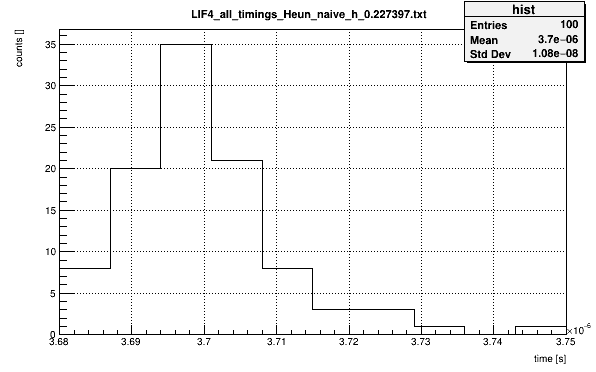 LIF4_all_timings_Heun_naive_h_0.227397.txt
hist
Entries 100
Mean 3.7e−06
Std Dev 1.08e−08
counts []
35
30
25
20
15
10
5
0
3.68 3.69 3.7 3.71 3.72 3.73 3.74 3.75
×10−6
time [s]